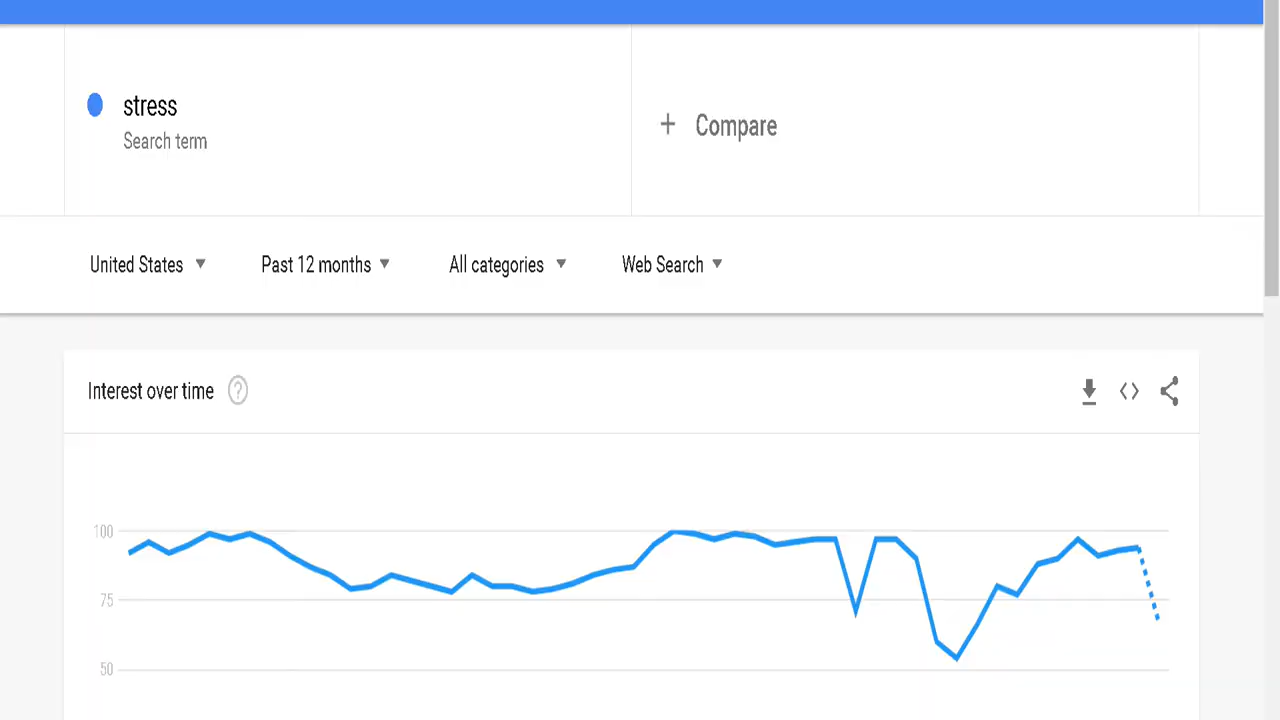 stress
Search term
+ Compare
United States
Past 12 months
All categories
Web Search
Interest over time ?
100
75
50